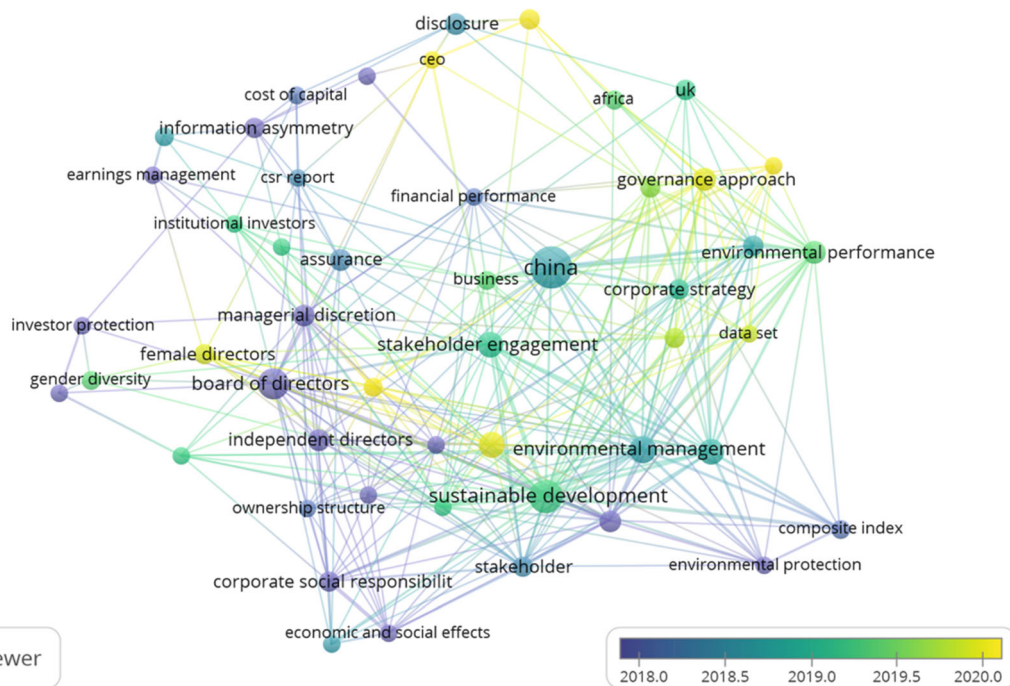 disclosure
ceo
cost of capital
africa
uk
information asymmetry
earnings management
csr report
financial performance
governance approach
institutional investors
assurance
business
china
environmental performance
corporate strategy
managerial discretion
investor protection
stakeholder engagement
data set
female directors
gender diversity
board of directors
independent directors
environmental management
sustainable development
ownership structure
composite index
stakeholder
environmental protection
corporate social responsibilit
economic and social effects
ewer
2018.0 2018.5 2019.0 2019.5 2020.0